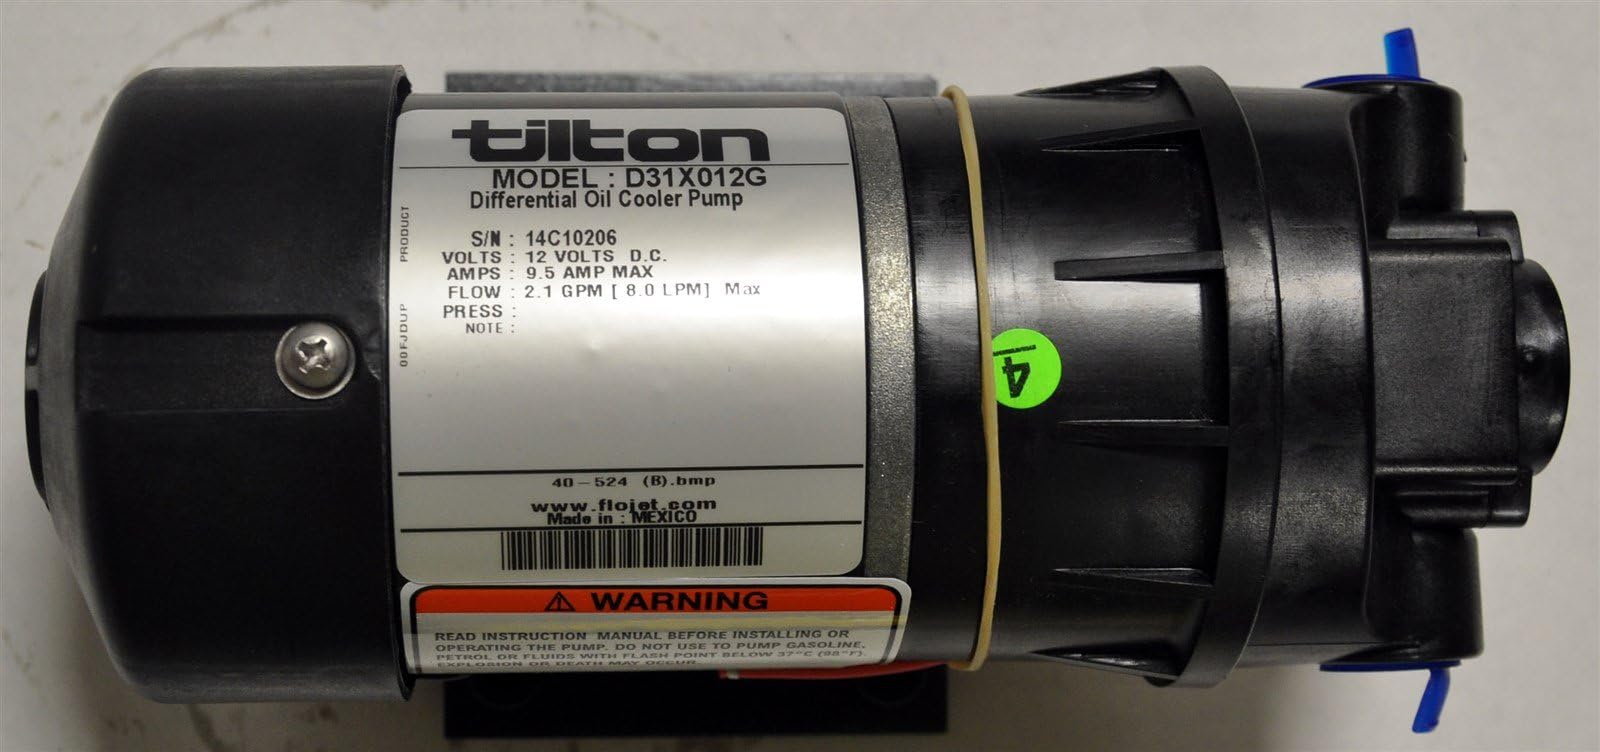 tilton
MODEL : D31X012G
Differential Oil Cooler Pump
S/N : 14C10206
VOLTS : 12 VOLTS D.C.
AMPS : 9.5 AMP MAX
FLOW : 2.1 GPM [ 8.0 LPM] Max
PRESS :
NOTE :
00FJDUP PRODUCT
40-524 (B).bmp
www.flojet.com
Made in : MEXICO
WARNING
READ INSTRUCTION MANUAL BEFORE INSTALLING OR
OPERATING THE PUMP. DO NOT USE TO PUMP GASOLINE,
PETROL OR FLUIDS WITH FLASH POINT BELOW 37°C (98°F).
EXPLOSION OR DEATH MAY OCCUR.
4